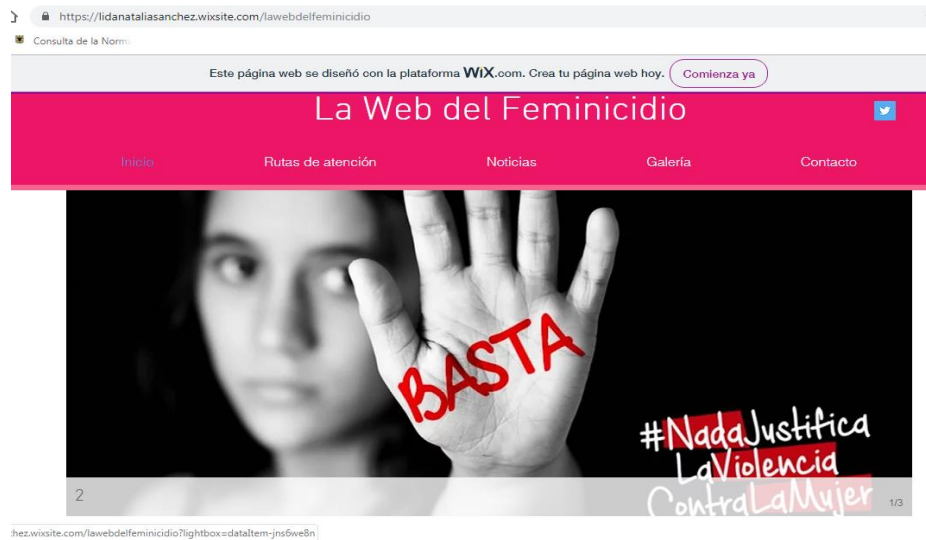 https://lidanataliasanchez.wixsite.com/lawebdelfeminicidio
Consulta de la Norm
Este página web se diseñó con la plataforma WiX.com. Crea tu página web hoy. Comienza ya
La Web del Feminicidio
Inicio Rutas de atención Noticias Galería Contacto
BASTA
#NadaJustifica
LaViolencia
ContraLaMujer
2
1/3
hez.wixsite.com/lawebdelfeminicidio?lightbox=dataItem-jns6we8n